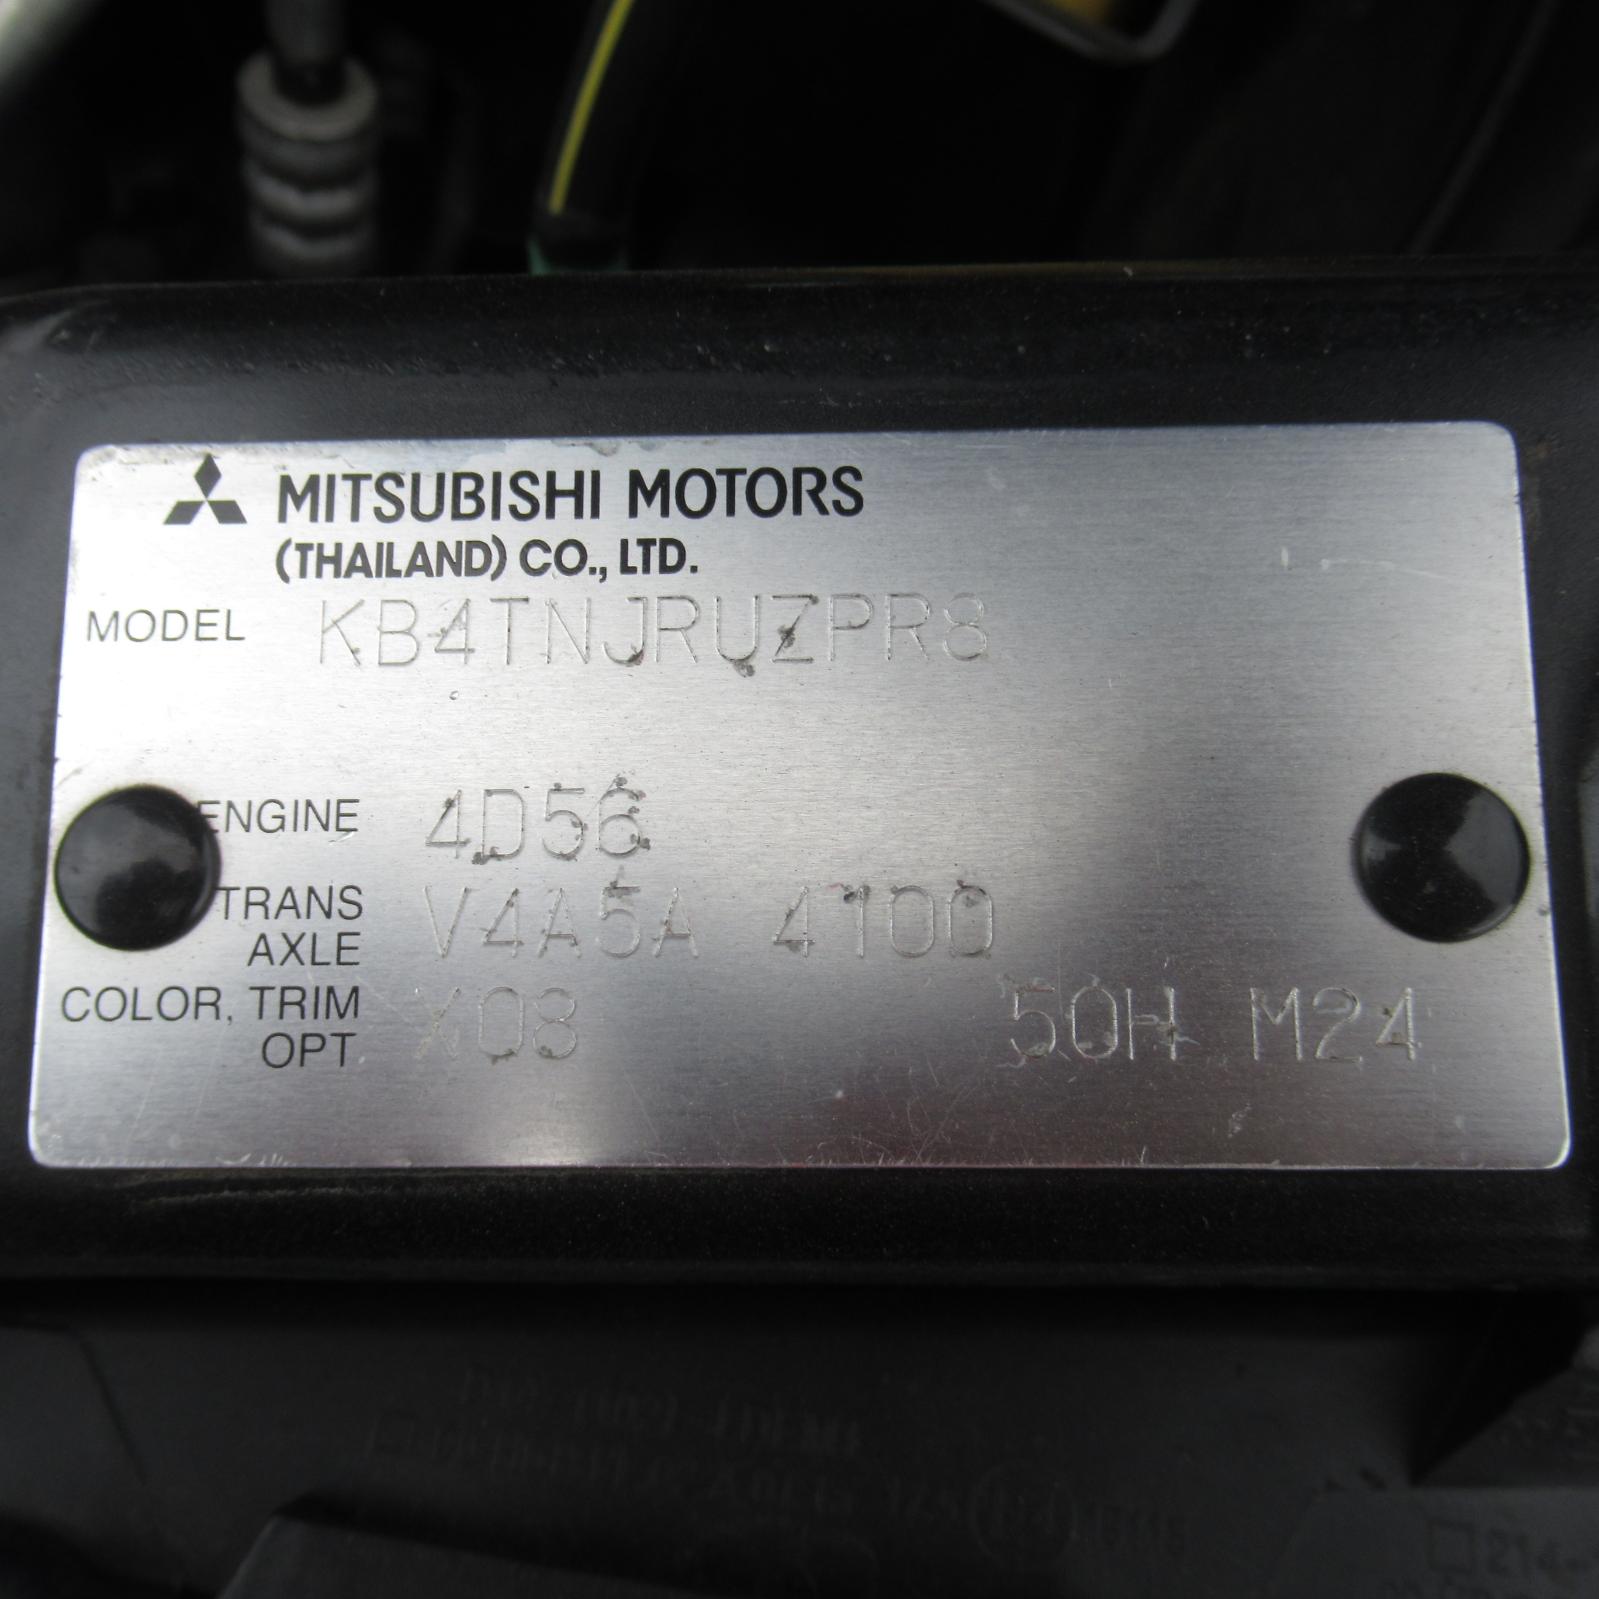 MITSUBISHI MOTORS
(THAILAND) CO., LTD.
MODEL KB4TNJRUZPR8
ENGINE 4D56
TRANS AXLE V4A5A 4100
COLOR, TRIM OPT X08 50H M24